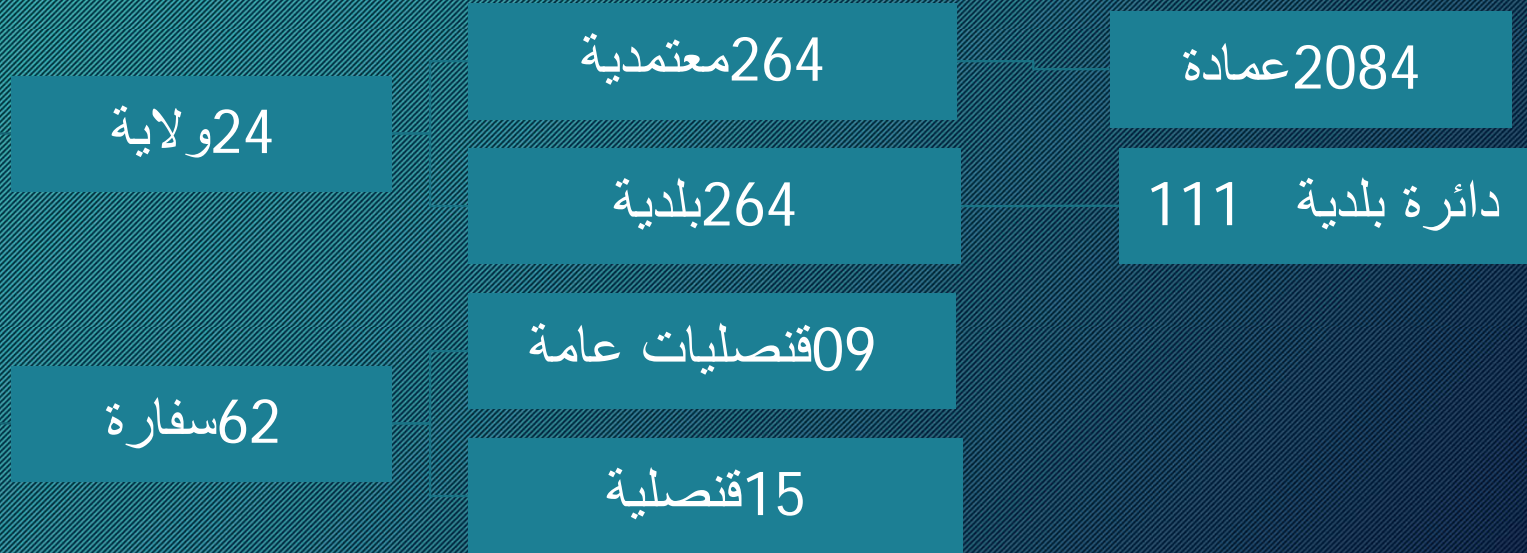 24ولاية
264معتمدية
2084عمادة
264بلدية
دائرة بلدية 111
62سفارة
09قنصليات عامة
15قنصلية